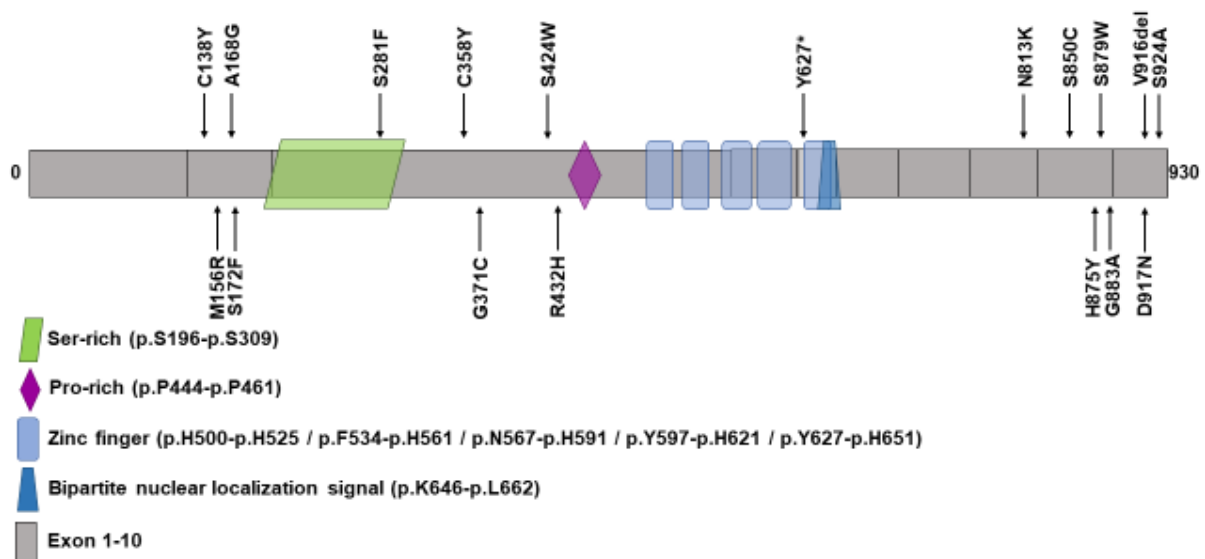 C138Y
A168G
S281F
C358Y
S424W
Y627*
N813K
S850C
S879W
V916del
S924A
0
930
M156R
S172F
G371C
R432H
H875Y
G883A
D917N
Ser-rich (p.S196-p.S309)
Pro-rich (p.P444-p.P461)
Zinc finger (p.H500-p.H525 / p.F534-p.H561 / p.N567-p.H591 / p.Y597-p.H621 / p.Y627-p.H651)
Bipartite nuclear localization signal (p.K646-p.L662)
Exon 1-10